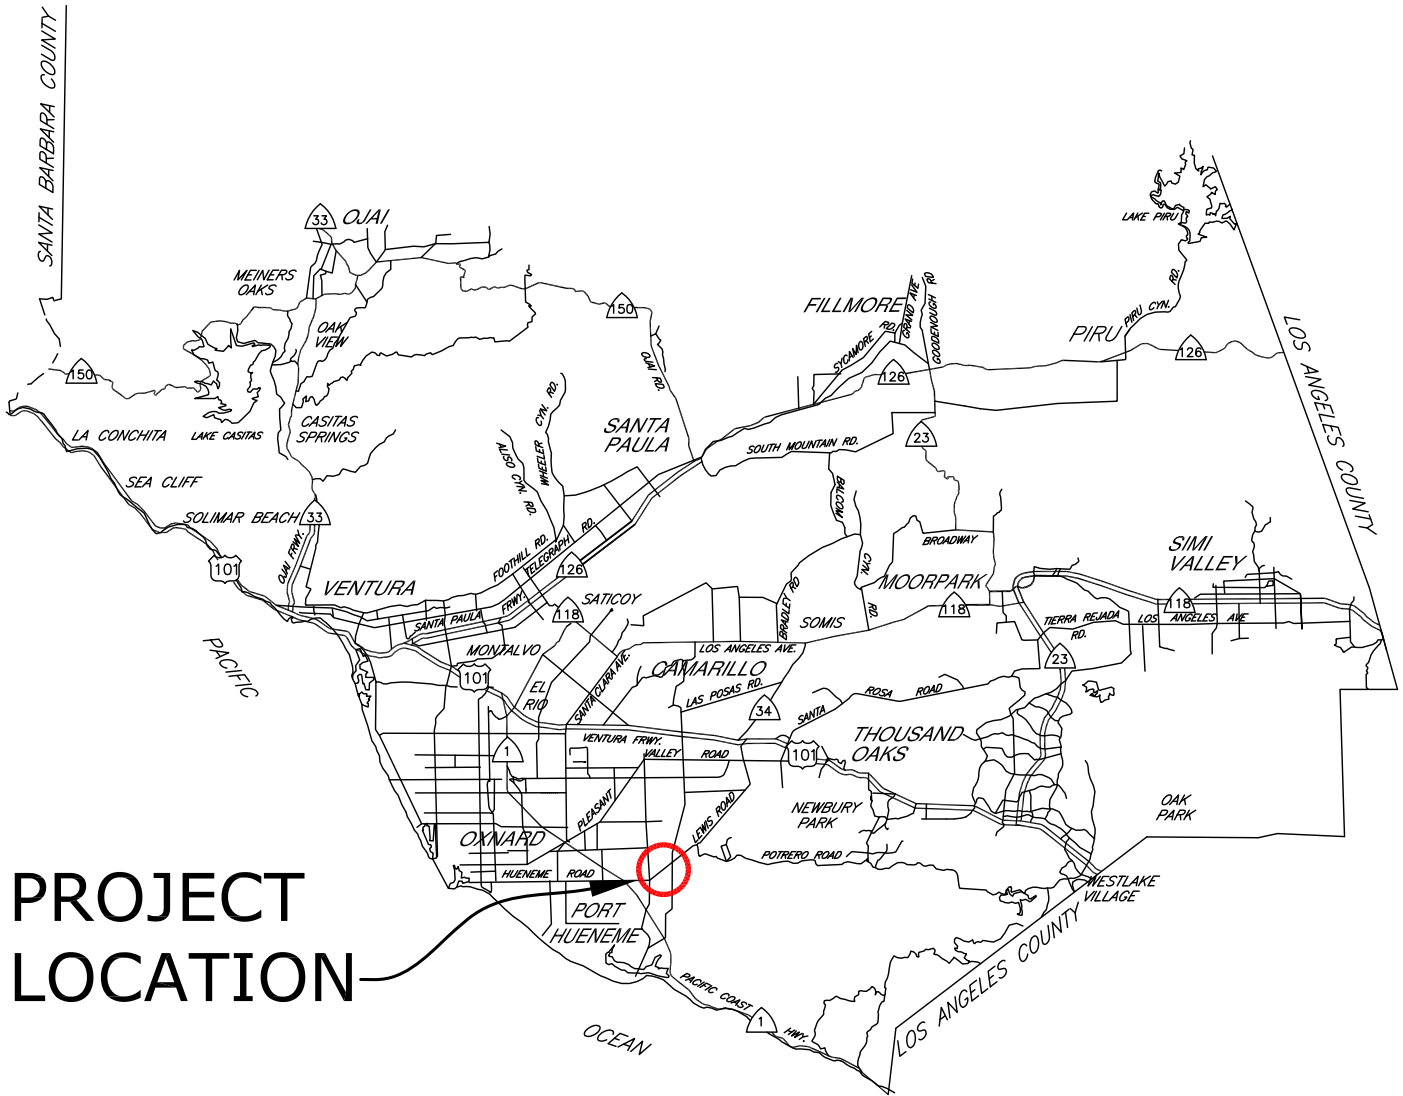 SANTA BARBARA COUNTY
33
OJAI
MEINERS
OAKS
OAK
VIEW
150
150
LA CONCHITA
LAKE CASITAS
CASITAS
SPRINGS
SEA CLIFF
SOLIMAR BEACH
33
OJAI FRWY.
101
VENTURA
PACIFIC
OJAI RD.
SANTA
PAULA
WHEELER CYN. RD.
ALISO CYN. RD.
FOOTHILL RD.
TELEGRAPH RD.
126
SANTA PAULA FRWY.
118
SATICOY
MONTALVO
101
EL
RIO
SANTA CLARA AVE.
LAKE PIRU
PIRU CYN. RD.
PIRU
126
FILLMORE
GRAND AVE
GOODENOUGH RD
SYCAMORE RD.
126
23
SOUTH MOUNTAIN RD.
BALCOM
CYN.
RD.
BROADWAY
MOORPARK
118
BRADLEY RD
SOMIS
LOS ANGELES AVE.
CAMARILLO
LAS POSAS RD.
34
SANTA ROSA ROAD
LOS ANGELES COUNTY
SIMI
VALLEY
118
TIERRA REJADA
RD.
LOS ANGELES AVE
23
THOUSAND
OAKS
101
VENTURA FRWY.
1
PLEASANT VALLEY ROAD
OXNARD
LEWIS ROAD
NEWBURY
PARK
OAK
PARK
POTRERO ROAD
HUENEME ROAD
WESTLAKE
VILLAGE
PROJECT
LOCATION
PORT
HUENEME
PACIFIC COAST HWY.
1
OCEAN
LOS ANGELES COUNTY